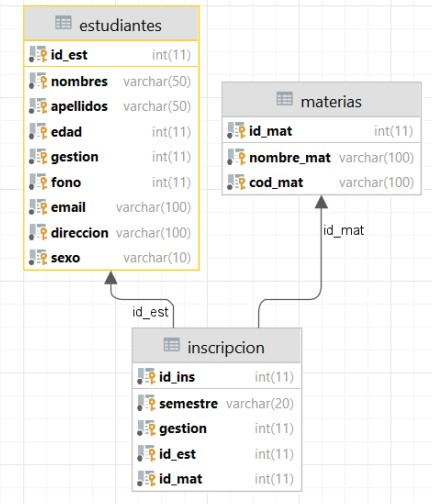 estudiantes
id_est int(11)
nombres varchar(50)
apellidos varchar(50)
edad int(11)
gestion int(11)
fono int(11)
email varchar(100)
direccion varchar(100)
sexo varchar(10)
materias
id_mat int(11)
nombre_mat varchar(100)
cod_mat varchar(100)
id_mat
id_est
inscripcion
id_ins int(11)
semestre varchar(20)
gestion int(11)
id_est int(11)
id_mat int(11)